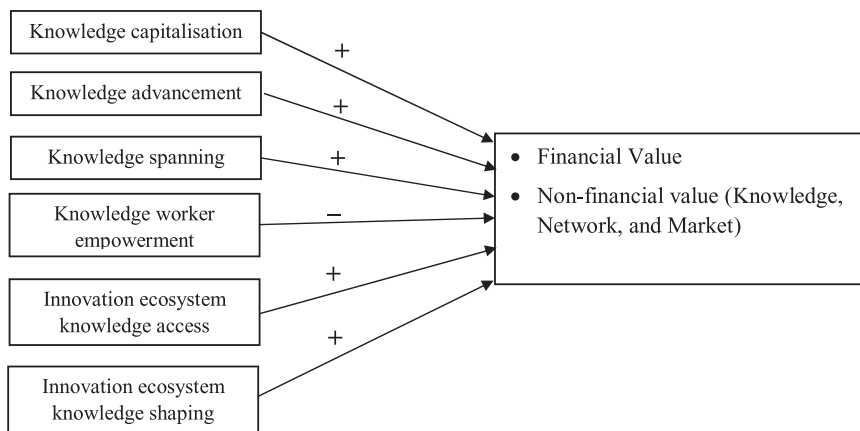 Knowledge capitalisation
+
Knowledge advancement
+
Knowledge spanning
+
Knowledge worker
empowerment
–
Innovation ecosystem
knowledge access
+
Innovation ecosystem
knowledge shaping
+
• Financial Value
• Non-financial value (Knowledge,
Network, and Market)